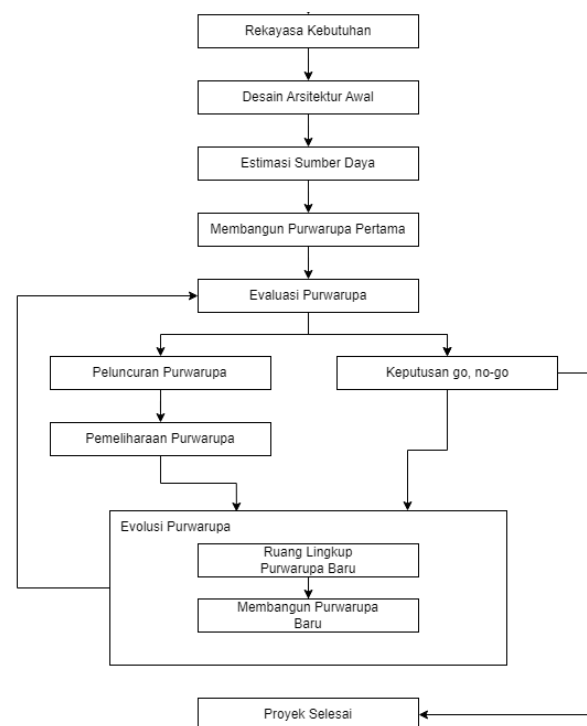 Rekayasa Kebutuhan
Desain Arsitektur Awal
Estimasi Sumber Daya
Membangun Purwarupa Pertama
Evaluasi Purwarupa
Peluncuran Purwarupa
Keputusan go, no-go
Pemeliharaan Purwarupa
Evolusi Purwarupa
Ruang Lingkup
Purwarupa Baru
Membangun Purwarupa
Baru
Proyek Selesai